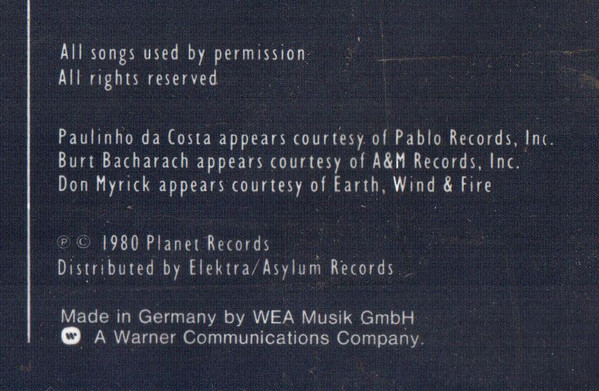 All songs used by permission
All rights reserved
Paulinho da Costa appears courtesy of Pablo Records, Inc.
Burt Bacharach appears courtesy of A&M Records, Inc.
Don Myrick appears courtesy of Earth, Wind & Fire
℗ © 1980 Planet Records
Distributed by Elektra/Asylum Records
Made in Germany by WEA Musik GmbH
W A Warner Communications Company.